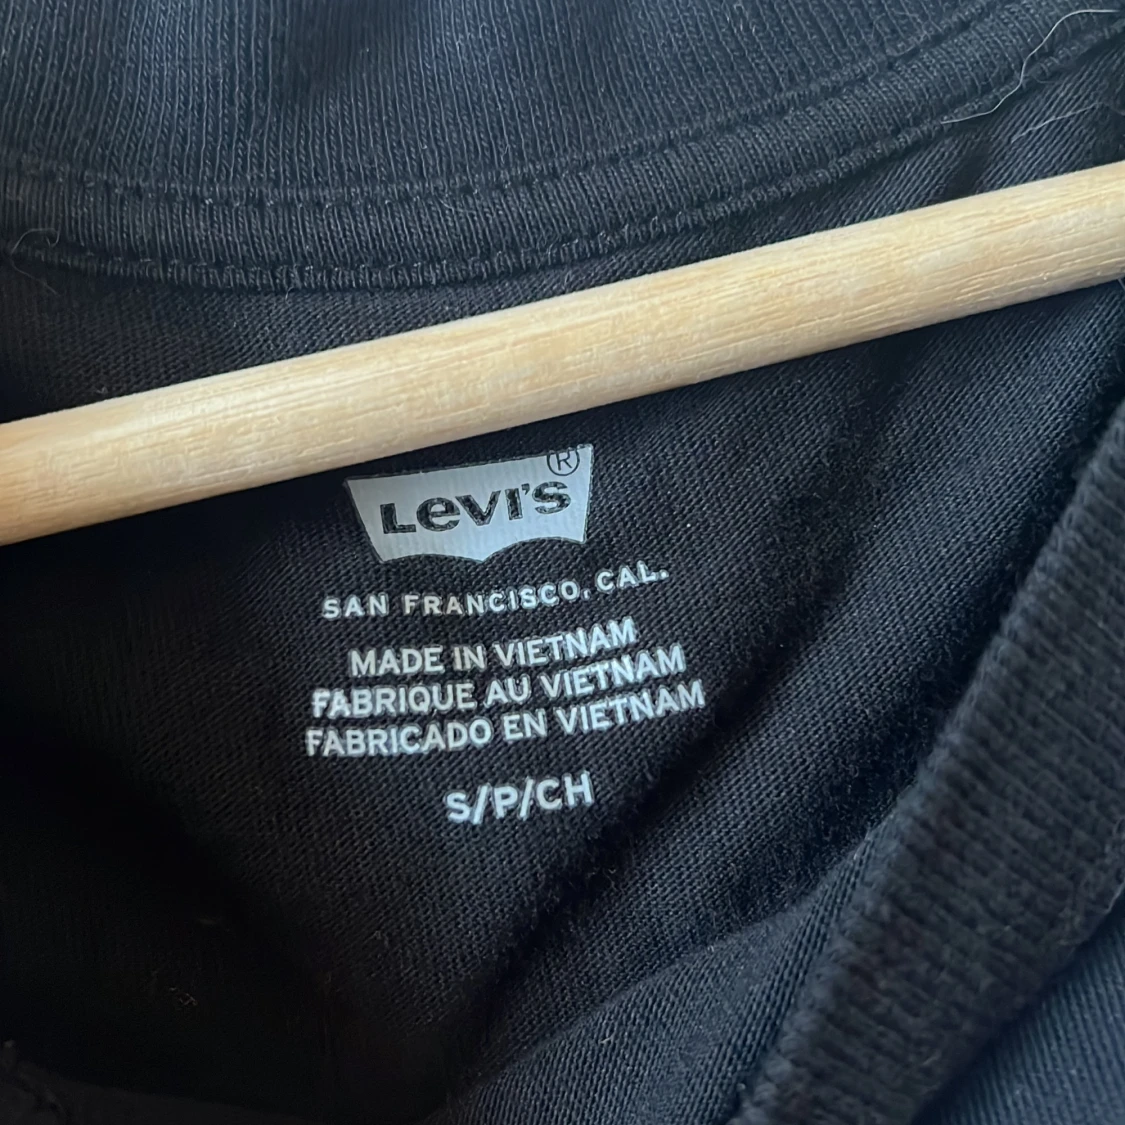 Levi's®
SAN FRANCISCO, CAL.
MADE IN VIETNAM
FABRIQUE AU VIETNAM
FABRICADO EN VIETNAM
S/P/CH